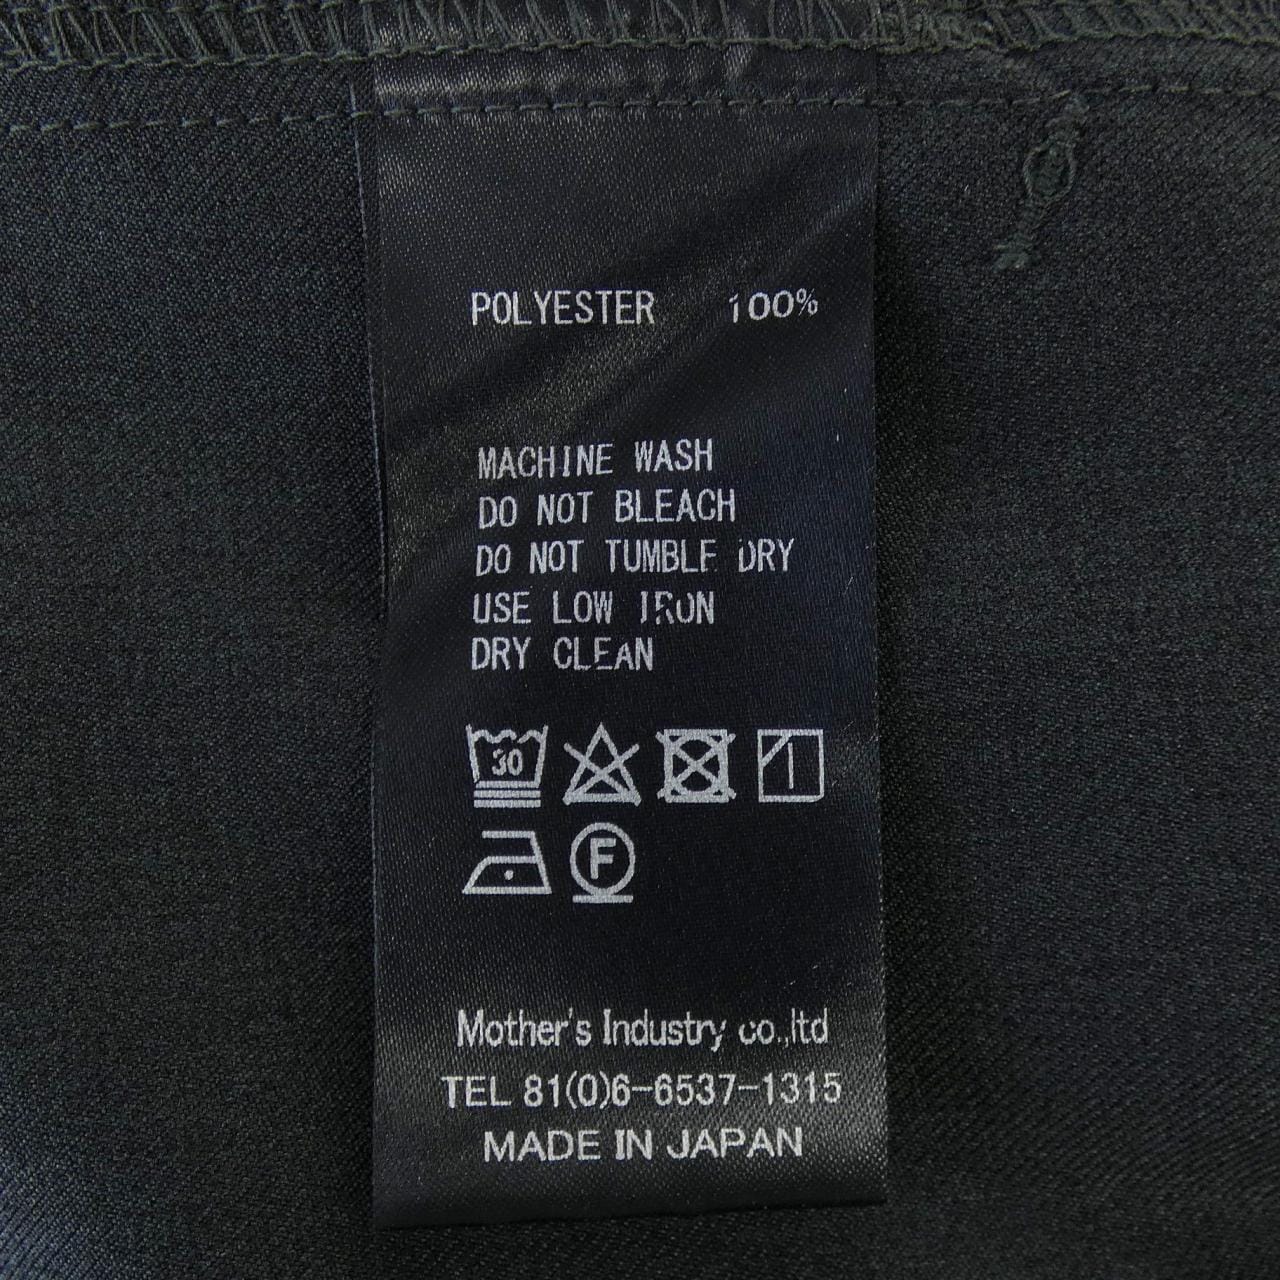 POLYESTER 100%
MACHINE WASH
DO NOT BLEACH
DO NOT TUMBLE DRY
USE LOW IRON
DRY CLEAN
30
F
Mother's Industry co.,ltd
TEL 81(0)6-6537-1315
MADE IN JAPAN